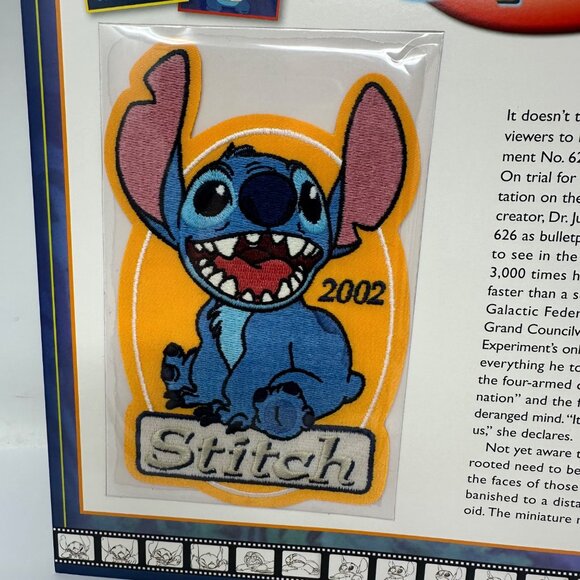 2002
Stitch
It doesn't t
viewers to
ment No. 62
On trial for
tation on the
creator, Dr. Ju
626 as bulletp
to see in the
3,000 times h
faster than a s
Galactic Feder
Grand Councilw
Experiment's onl
everything he to
the four-armed
nation" and the f
deranged mind. "It
us," she declares.
Not yet aware t
rooted need to be
the faces of those
banished to a dista
oid. The miniature r